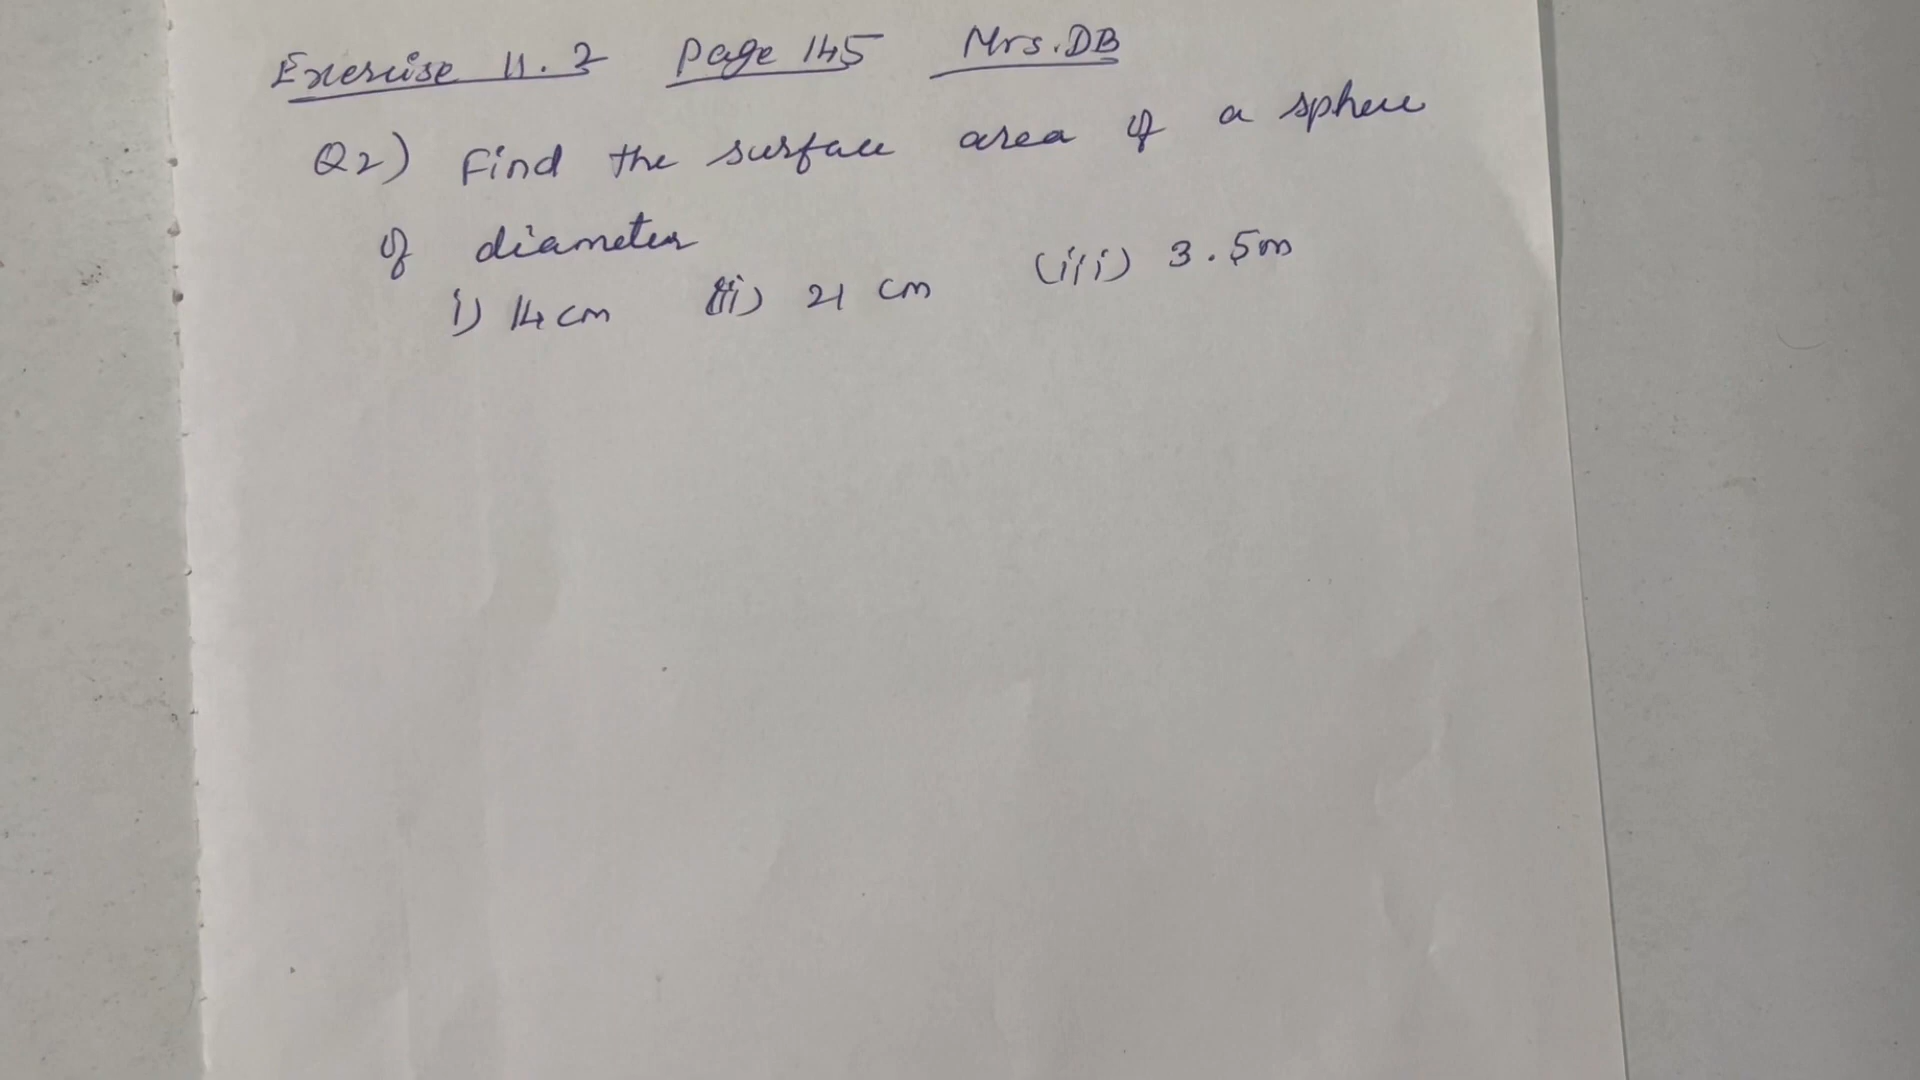 Exercise 11.2 Page 145 Mrs.DB
Q2) Find the surface area of a sphere
of diameter
i) 14 cm (ii) 21 cm (iii) 3.5m